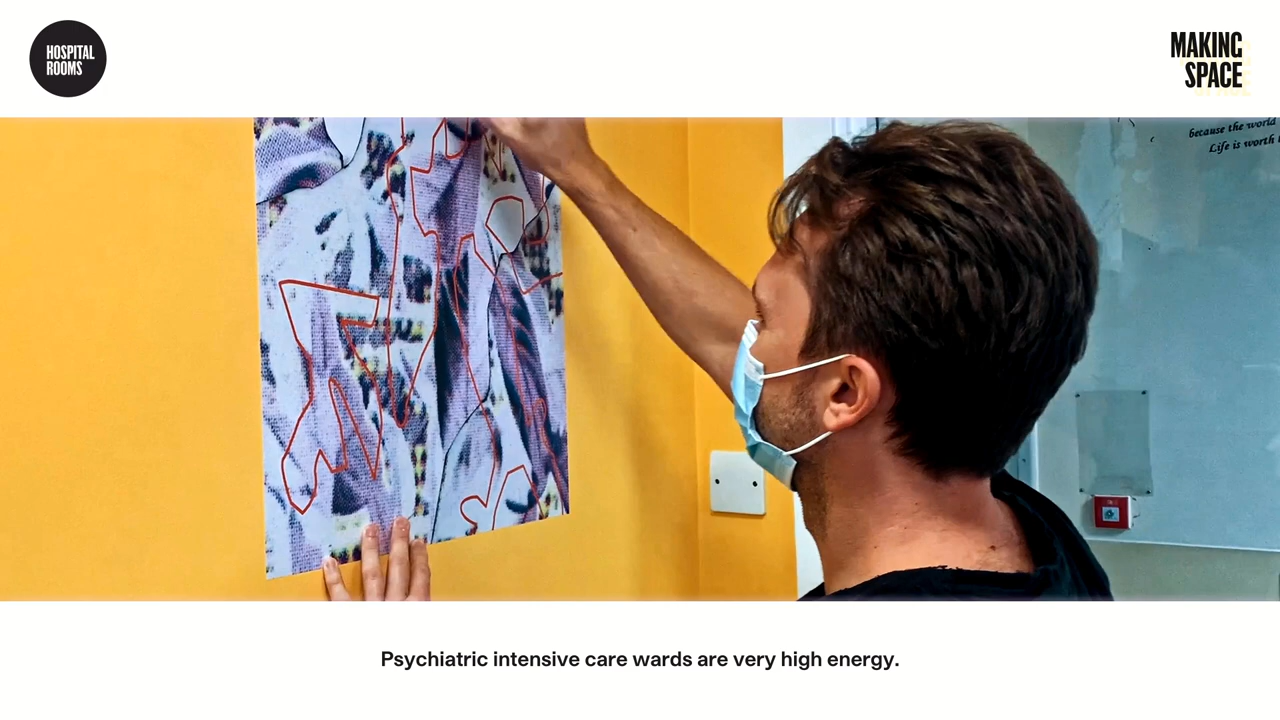 HOSPITAL
ROOMS
MAKING
SPACE
because the world
Life is worth
Psychiatric intensive care wards are very high energy.